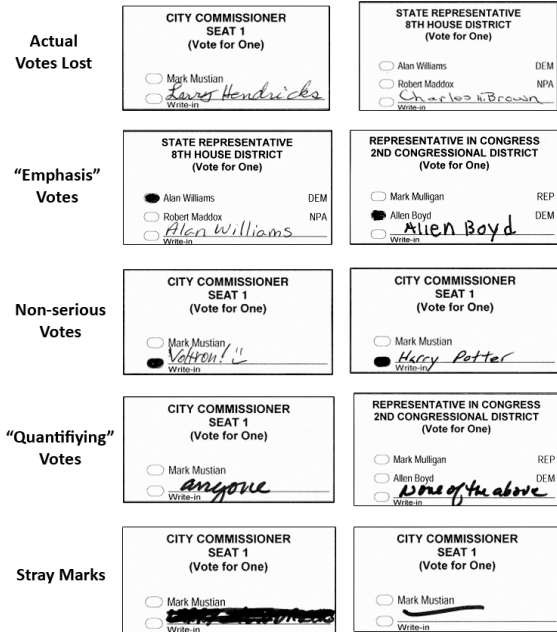 Actual
Votes Lost
CITY COMMISSIONER
SEAT 1
(Vote for One)
Mark Mustian
Larry Hendricks
Write-in
STATE REPRESENTATIVE
8TH HOUSE DISTRICT
(Vote for One)
Alan Williams DEM
Robert Maddox NPA
Charles H. Brown
Write-in
"Emphasis"
Votes
STATE REPRESENTATIVE
8TH HOUSE DISTRICT
(Vote for One)
Alan Williams DEM
Robert Maddox NPA
Alan Williams
Write-in
REPRESENTATIVE IN CONGRESS
2ND CONGRESSIONAL DISTRICT
(Vote for One)
Mark Mulligan REP
Allen Boyd DEM
Allen Boyd
Write-in
Non-serious
Votes
CITY COMMISSIONER
SEAT 1
(Vote for One)
Mark Mustian
Voltron!
Write-in
CITY COMMISSIONER
SEAT 1
(Vote for One)
Mark Mustian
Harry Potter
Write-in
"Quantifiying"
Votes
CITY COMMISSIONER
SEAT 1
(Vote for One)
Mark Mustian
anyone
Write-in
REPRESENTATIVE IN CONGRESS
2ND CONGRESSIONAL DISTRICT
(Vote for One)
Mark Mulligan REP
Allen Boyd DEM
None of the above
Write-in
Stray Marks
CITY COMMISSIONER
SEAT 1
(Vote for One)
Mark Mustian
Write-in
CITY COMMISSIONER
SEAT 1
(Vote for One)
Mark Mustian
Write-in